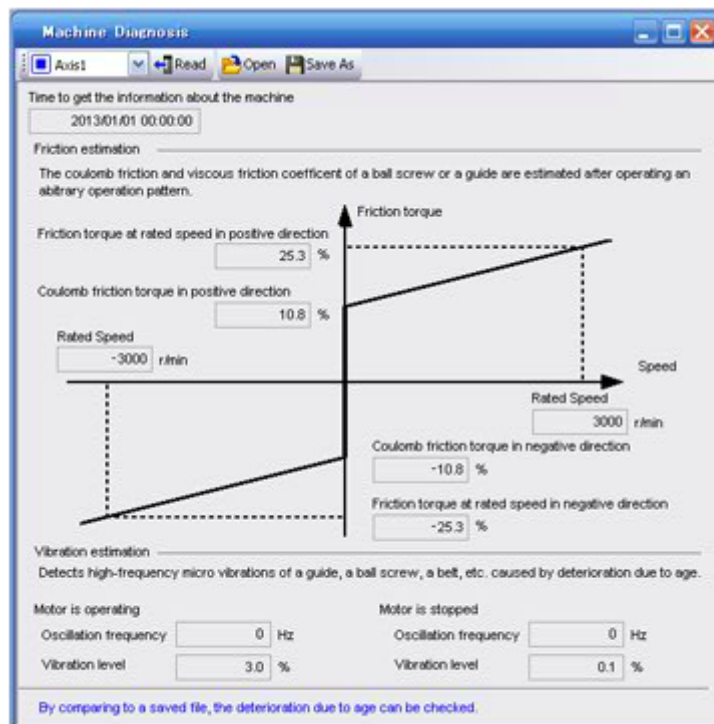 Machine Diagnosis
Axis1 Read Open Save As
Time to get the information about the machine
2013/01/01 00:00:00
Friction estimation
The coulomb friction and viscous friction coefficent of a ball screw or a guide are estimated after operating an
abitrary operation pattern.
Friction torque
Friction torque at rated speed in positive direction
25.3 %
Coulomb friction torque in positive direction
10.8 %
Rated Speed
-3000 r/min
Speed
Rated Speed
3000 r/min
Coulomb friction torque in negative direction
-10.8 %
Friction torque at rated speed in negative direction
-25.3 %
Vibration estimation
Detects high-frequency micro vibrations of a guide, a ball screw, a belt, etc. caused by deterioration due to age.
Motor is operating Motor is stopped
Oscillation frequency 0 Hz Oscillation frequency 0 Hz
Vibration level 3.0 % Vibration level 0.1 %
By comparing to a saved file, the deterioration due to age can be checked.